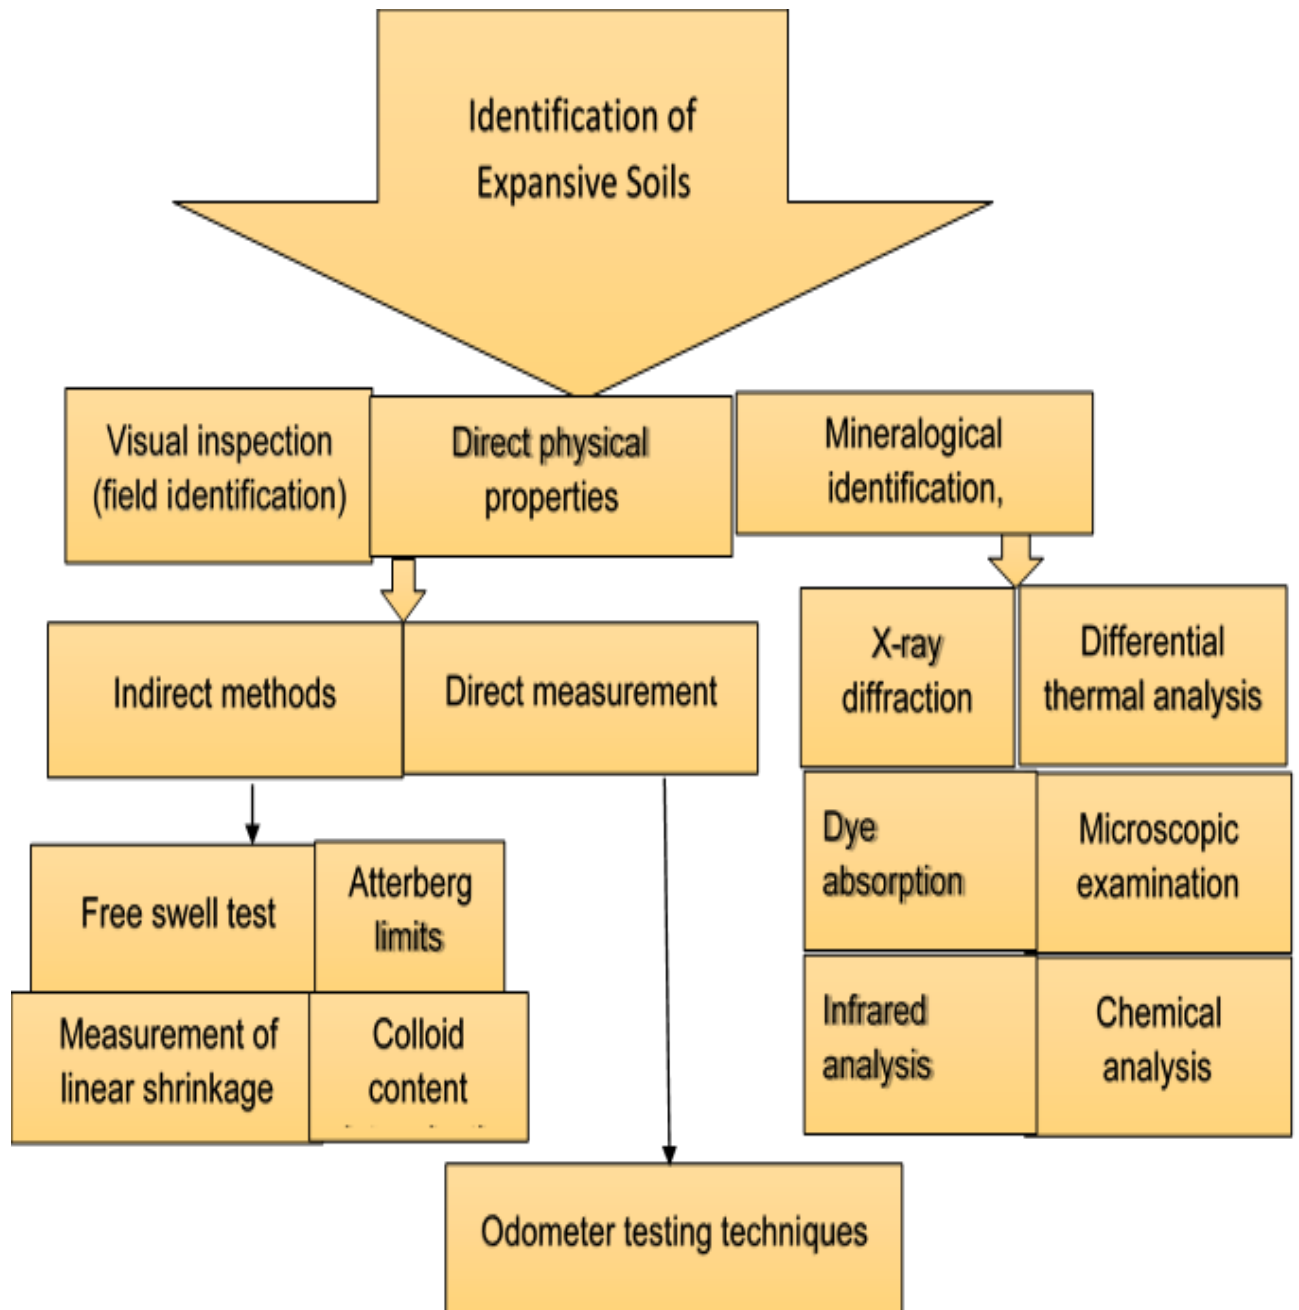 Identification of
Expansive Soils
Visual inspection
(field identification)
Direct physical
properties
Mineralogical
identification,
Indirect methods
Direct measurement
X-ray
diffraction
Differential
thermal analysis
Dye
absorption
Microscopic
examination
Infrared
analysis
Chemical
analysis
Free swell test
Atterberg
limits
Measurement of
linear shrinkage
Colloid
content
Odometer testing techniques